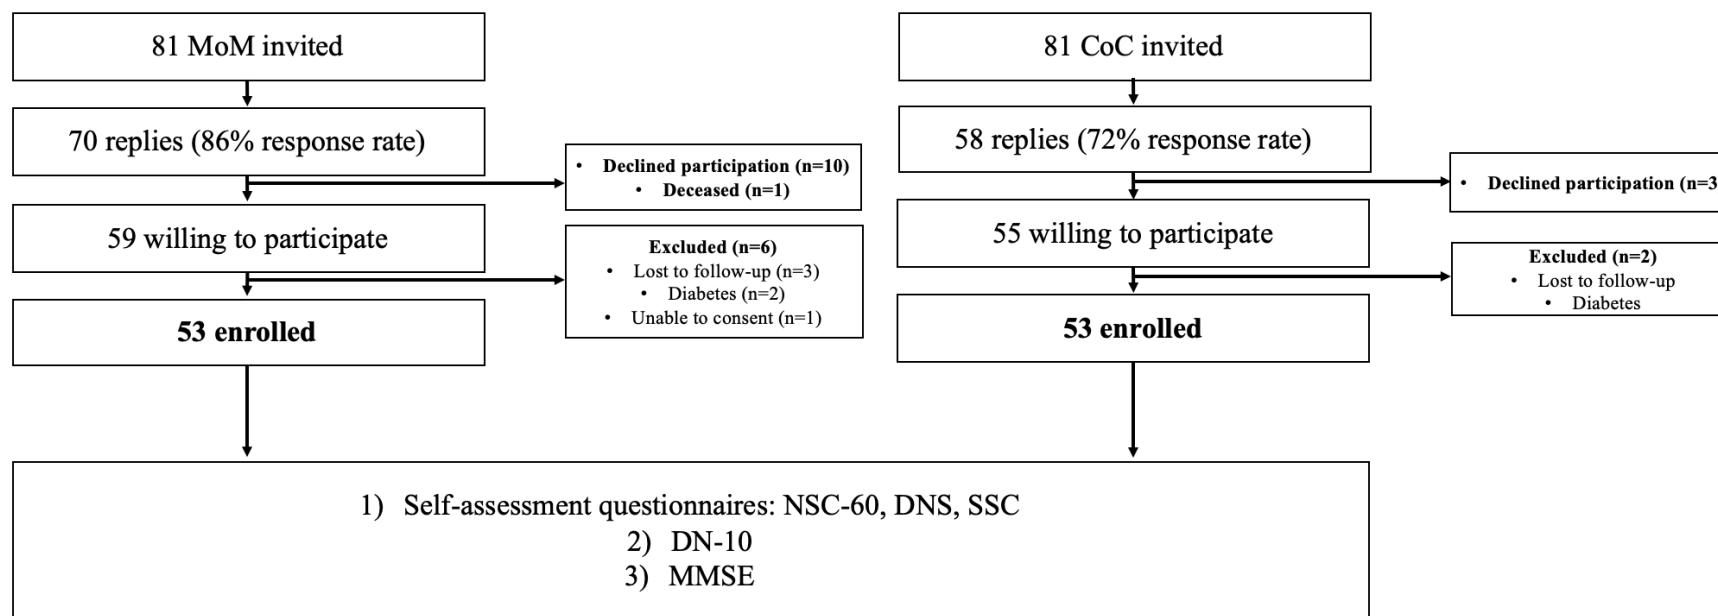 81 MoM invited
70 replies (86% response rate)
• Declined participation (n=10)
• Deceased (n=1)
59 willing to participate
Excluded (n=6)
• Lost to follow-up (n=3)
• Diabetes (n=2)
• Unable to consent (n=1)
53 enrolled
81 CoC invited
58 replies (72% response rate)
• Declined participation (n=3
55 willing to participate
Excluded (n=2)
• Lost to follow-up
• Diabetes
53 enrolled
1) Self-assessment questionnaires: NSC-60, DNS, SSC
2) DN-10
3) MMSE